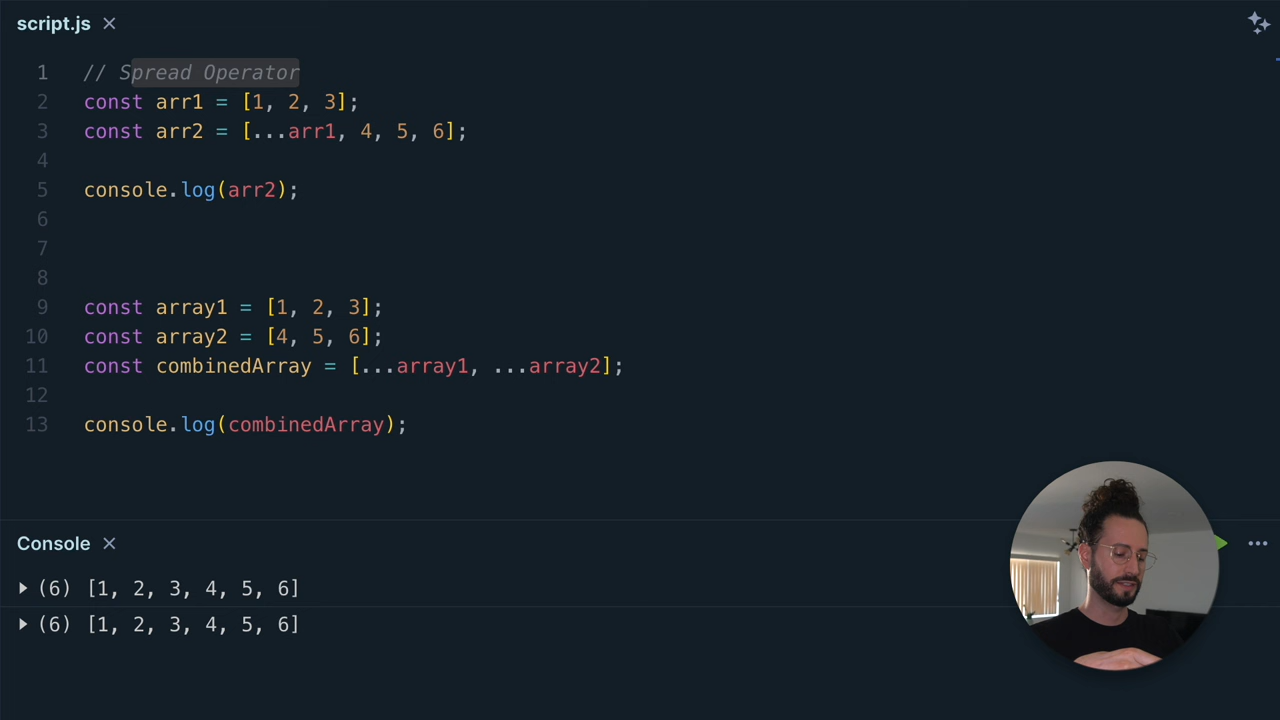 script.js ×
1 // Spread Operator
2 const arr1 = [1, 2, 3];
3 const arr2 = [...arr1, 4, 5, 6];
4
5 console.log(arr2);
6
7
8
9 const array1 = [1, 2, 3];
10 const array2 = [4, 5, 6];
11 const combinedArray = [...array1, ...array2];
12
13 console.log(combinedArray);
Console ×
(6) [1, 2, 3, 4, 5, 6]
(6) [1, 2, 3, 4, 5, 6]